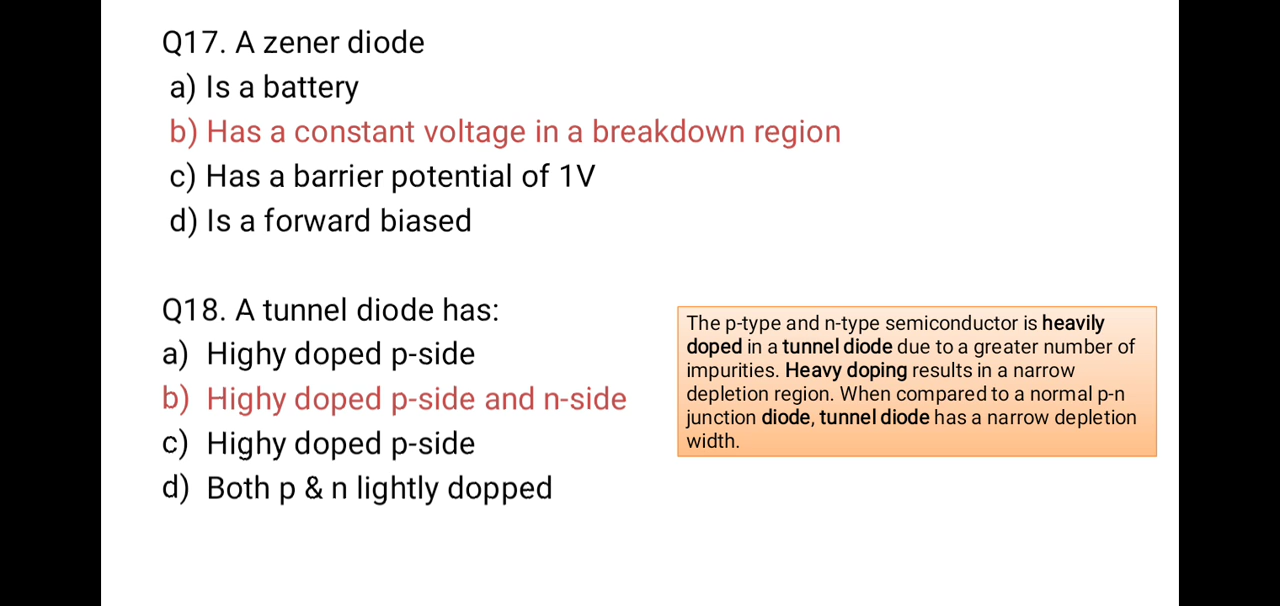 Q17. A zener diode
a) Is a battery
b) Has a constant voltage in a breakdown region
c) Has a barrier potential of 1V
d) Is a forward biased
Q18. A tunnel diode has:
a) Highy doped p-side
b) Highy doped p-side and n-side
c) Highy doped p-side
d) Both p & n lightly dopped
The p-type and n-type semiconductor is heavily
doped in a tunnel diode due to a greater number of
impurities. Heavy doping results in a narrow
depletion region. When compared to a normal p-n
junction diode, tunnel diode has a narrow depletion
width.